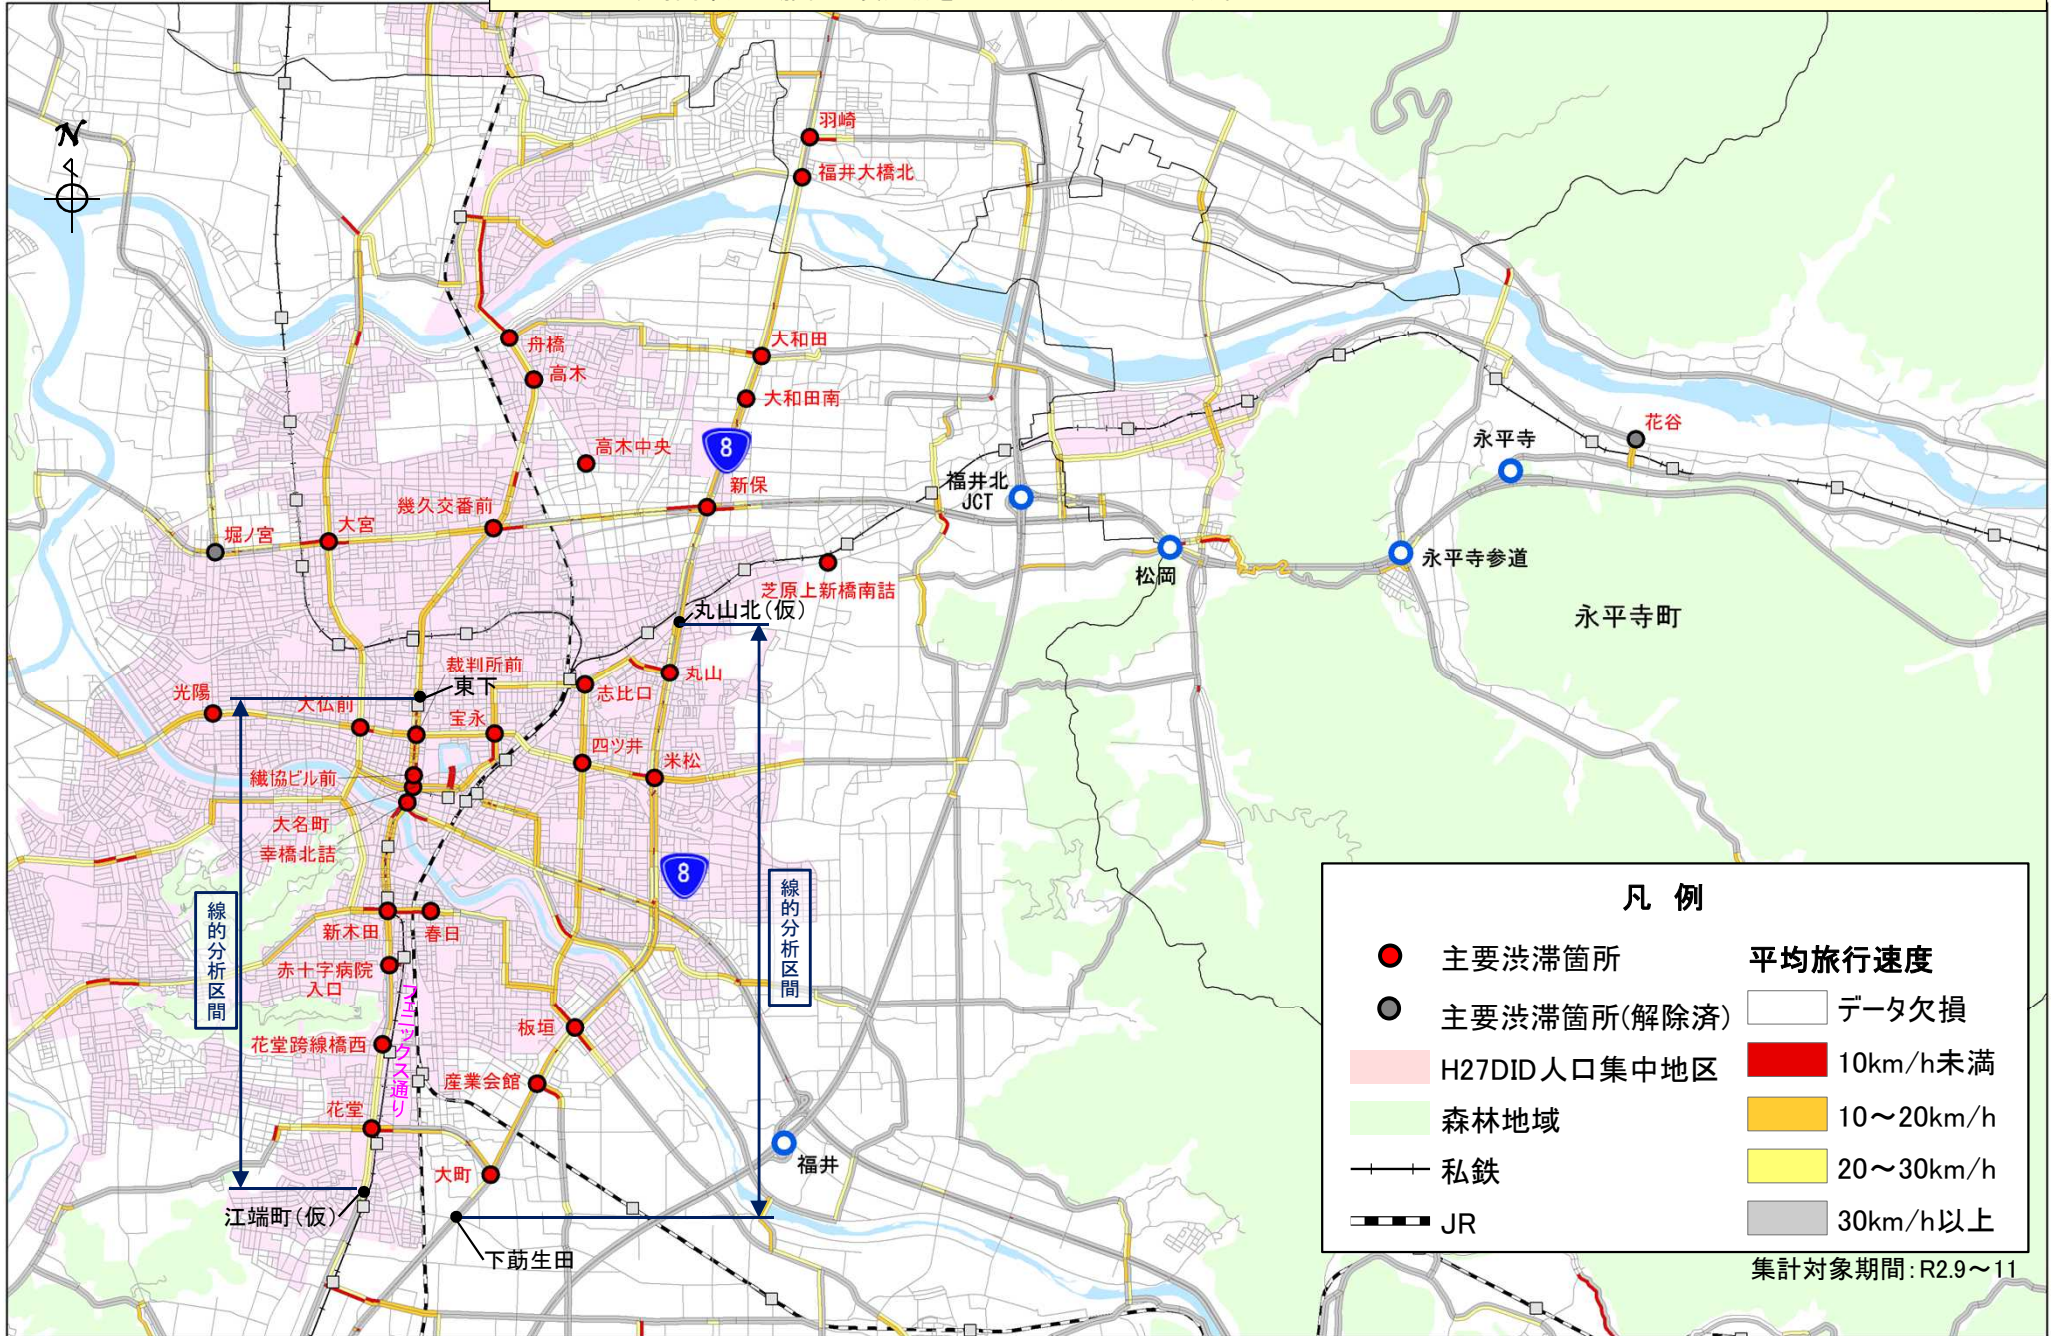 N
羽崎
福井大橋北
大和田
舟橋
高木
大和田南
8
高木中央
新保
幾久交番前
大宮
堀ノ宮
福井北
JCT
永平寺
花谷
松岡
永平寺参道
永平寺町
芝原上新橋南詰
丸山北(仮)
裁判所前
東下
光陽
大仏前
宝永
志比口
丸山
四ツ井
米松
繊協ビル前
大名町
幸橋北詰
8
線的分析区間
線的分析区間
新木田
春日
赤十字病院
入口
フェニックス通り
花堂跨線橋西
板垣
産業会館
花堂
大町
福井
江端町(仮)
下莇生田
凡 例
主要渋滞箇所
主要渋滞箇所(解除済)
H27DID人口集中地区
森林地域
私鉄
JR
平均旅行速度
データ欠損
10km/h未満
10～20km/h
20～30km/h
30km/h以上
集計対象期間:R2.9～11